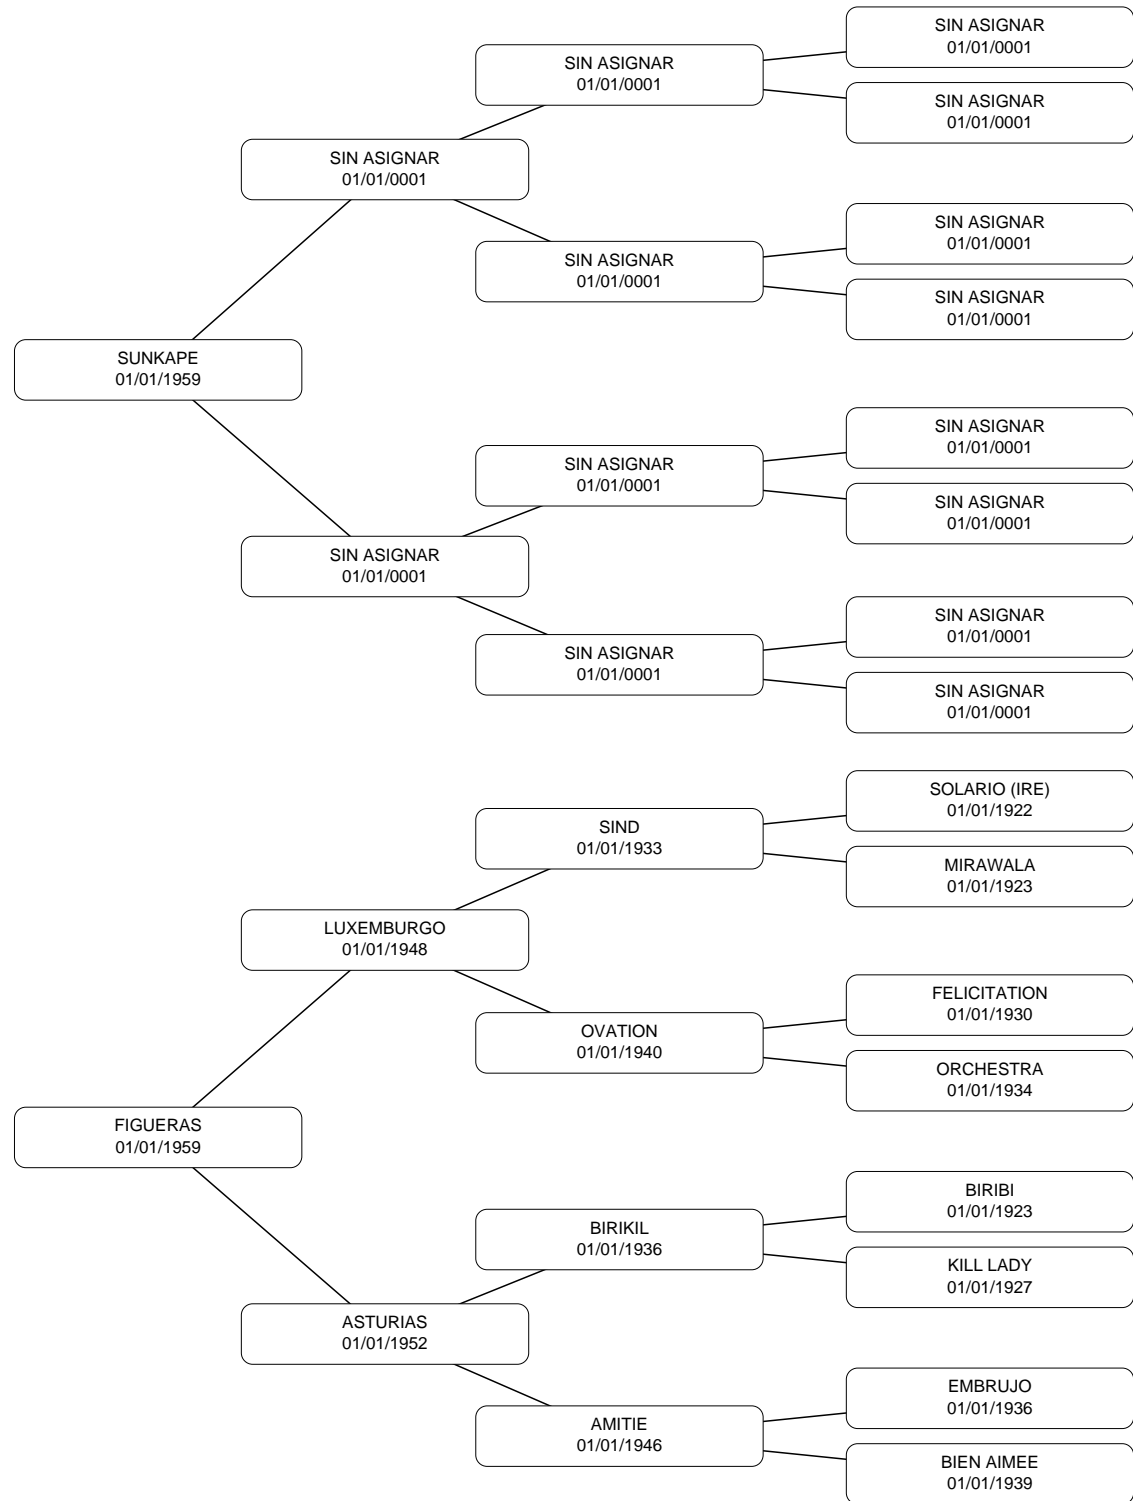 SIN ASIGNAR
01/01/0001
SIN ASIGNAR
01/01/0001
SIN ASIGNAR
01/01/0001
SIN ASIGNAR
01/01/0001
SIN ASIGNAR
01/01/0001
SIN ASIGNAR
01/01/0001
SIN ASIGNAR
01/01/0001
SUNKAPE
01/01/1959
SIN ASIGNAR
01/01/0001
SIN ASIGNAR
01/01/0001
SIN ASIGNAR
01/01/0001
SIN ASIGNAR
01/01/0001
SIN ASIGNAR
01/01/0001
SIN ASIGNAR
01/01/0001
SIN ASIGNAR
01/01/0001
SOLARIO (IRE)
01/01/1922
SIND
01/01/1933
MIRAWALA
01/01/1923
LUXEMBURGO
01/01/1948
FELICITATION
01/01/1930
OVATION
01/01/1940
ORCHESTRA
01/01/1934
FIGUERAS
01/01/1959
BIRIBI
01/01/1923
BIRIKIL
01/01/1936
KILL LADY
01/01/1927
ASTURIAS
01/01/1952
EMBRUJO
01/01/1936
AMITIE
01/01/1946
BIEN AIMEE
01/01/1939